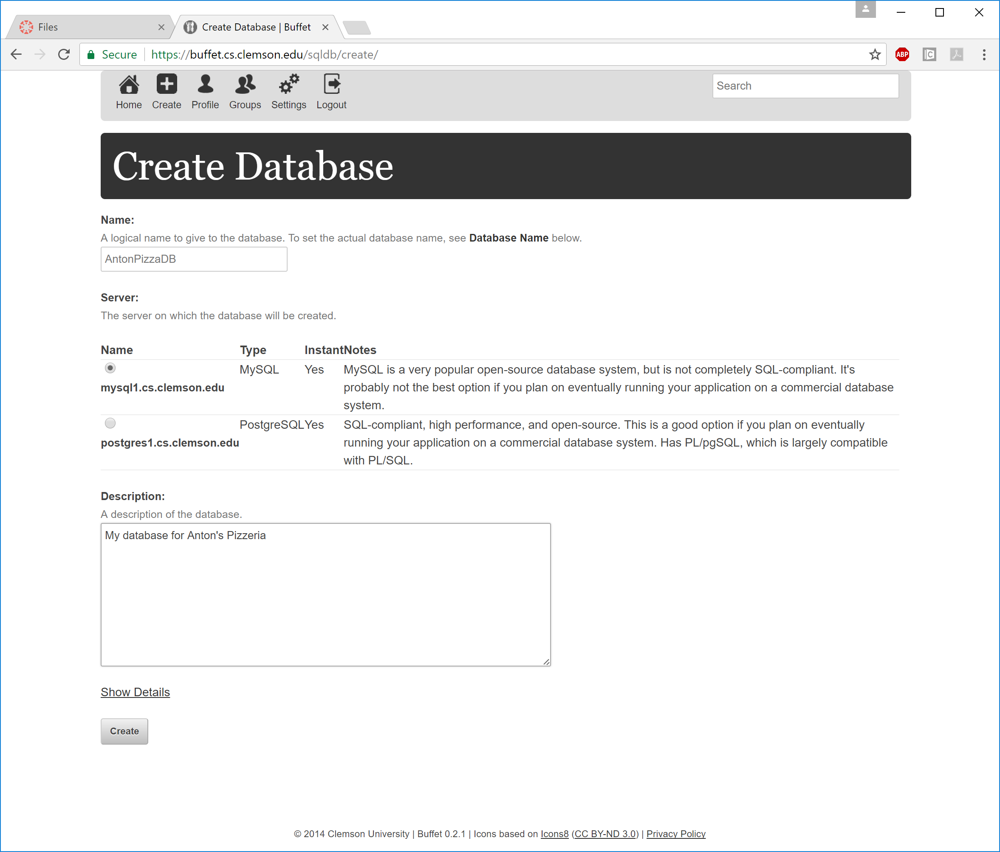 Files
Create Database | Buffet
Secure
https://buffet.cs.clemson.edu/sqldb/create/
ABP
Home Create Profile Groups Settings Logout
Search
Create Database
Name:
A logical name to give to the database. To set the actual database name, see Database Name below.
AntonPizzaDB
Server:
The server on which the database will be created.
Name Type InstantNotes
mysql1.cs.clemson.edu MySQL Yes MySQL is a very popular open-source database system, but is not completely SQL-compliant. It's
probably not the best option if you plan on eventually running your application on a commercial database
system.
postgres1.cs.clemson.edu PostgreSQLYes SQL-compliant, high performance, and open-source. This is a good option if you plan on eventually
running your application on a commercial database system. Has PL/pgSQL, which is largely compatible
with PL/SQL.
Description:
A description of the database.
My database for Anton's Pizzeria
Show Details
Create
© 2014 Clemson University | Buffet 0.2.1 | Icons based on Icons8 (CC BY-ND 3.0) | Privacy Policy